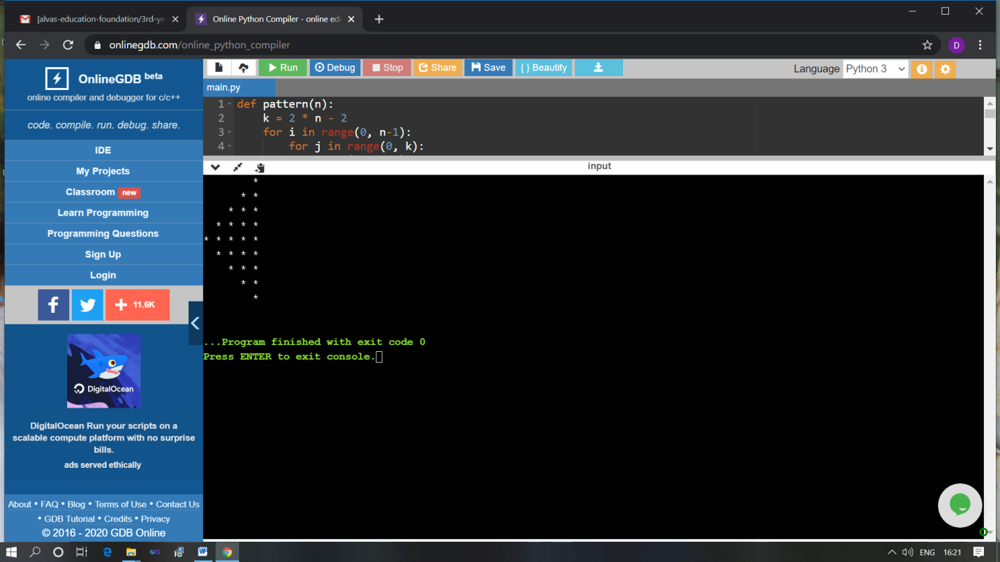 [alvas-education-foundation/3rd-ye
Online Python Compiler - online edi
onlinegdb.com/online_python_compiler
D
OnlineGDB beta
online compiler and debugger for c/c++
code. compile. run. debug. share.
IDE
My Projects
Classroom new
Learn Programming
Programming Questions
Sign Up
Login
11.6K
DigitalOcean
DigitalOcean Run your scripts on a
scalable compute platform with no surprise
bills.
ads served ethically
About • FAQ • Blog • Terms of Use • Contact Us
• GDB Tutorial • Credits • Privacy
© 2016 - 2020 GDB Online
Run Debug Stop Share Save { } Beautify
Language Python 3
main.py
1 def pattern(n):
2 k = 2 * n - 2
3 for i in range(0, n-1):
4 for j in range(0, k):
input
*
* *
* * *
* * * *
* * * * *
* * * *
* * *
* *
*
...Program finished with exit code 0
Press ENTER to exit console.
ENG 16:21